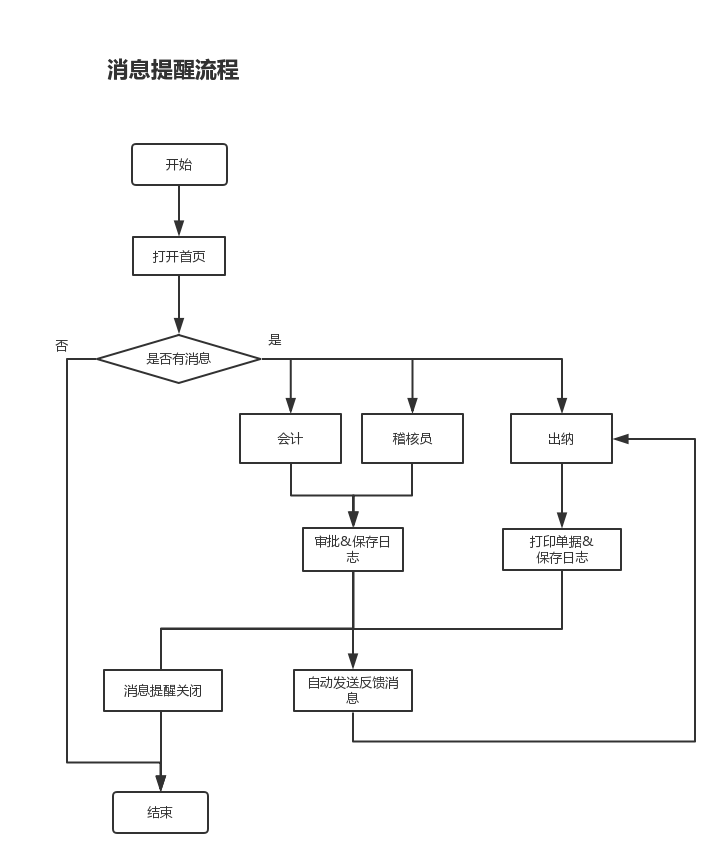 消息提醒流程
开始
打开首页
否
是
是否有消息
会计
稽核员
出纳
审批&保存日
志
打印单据&
保存日志
消息提醒关闭
自动发送反馈消
息
结束